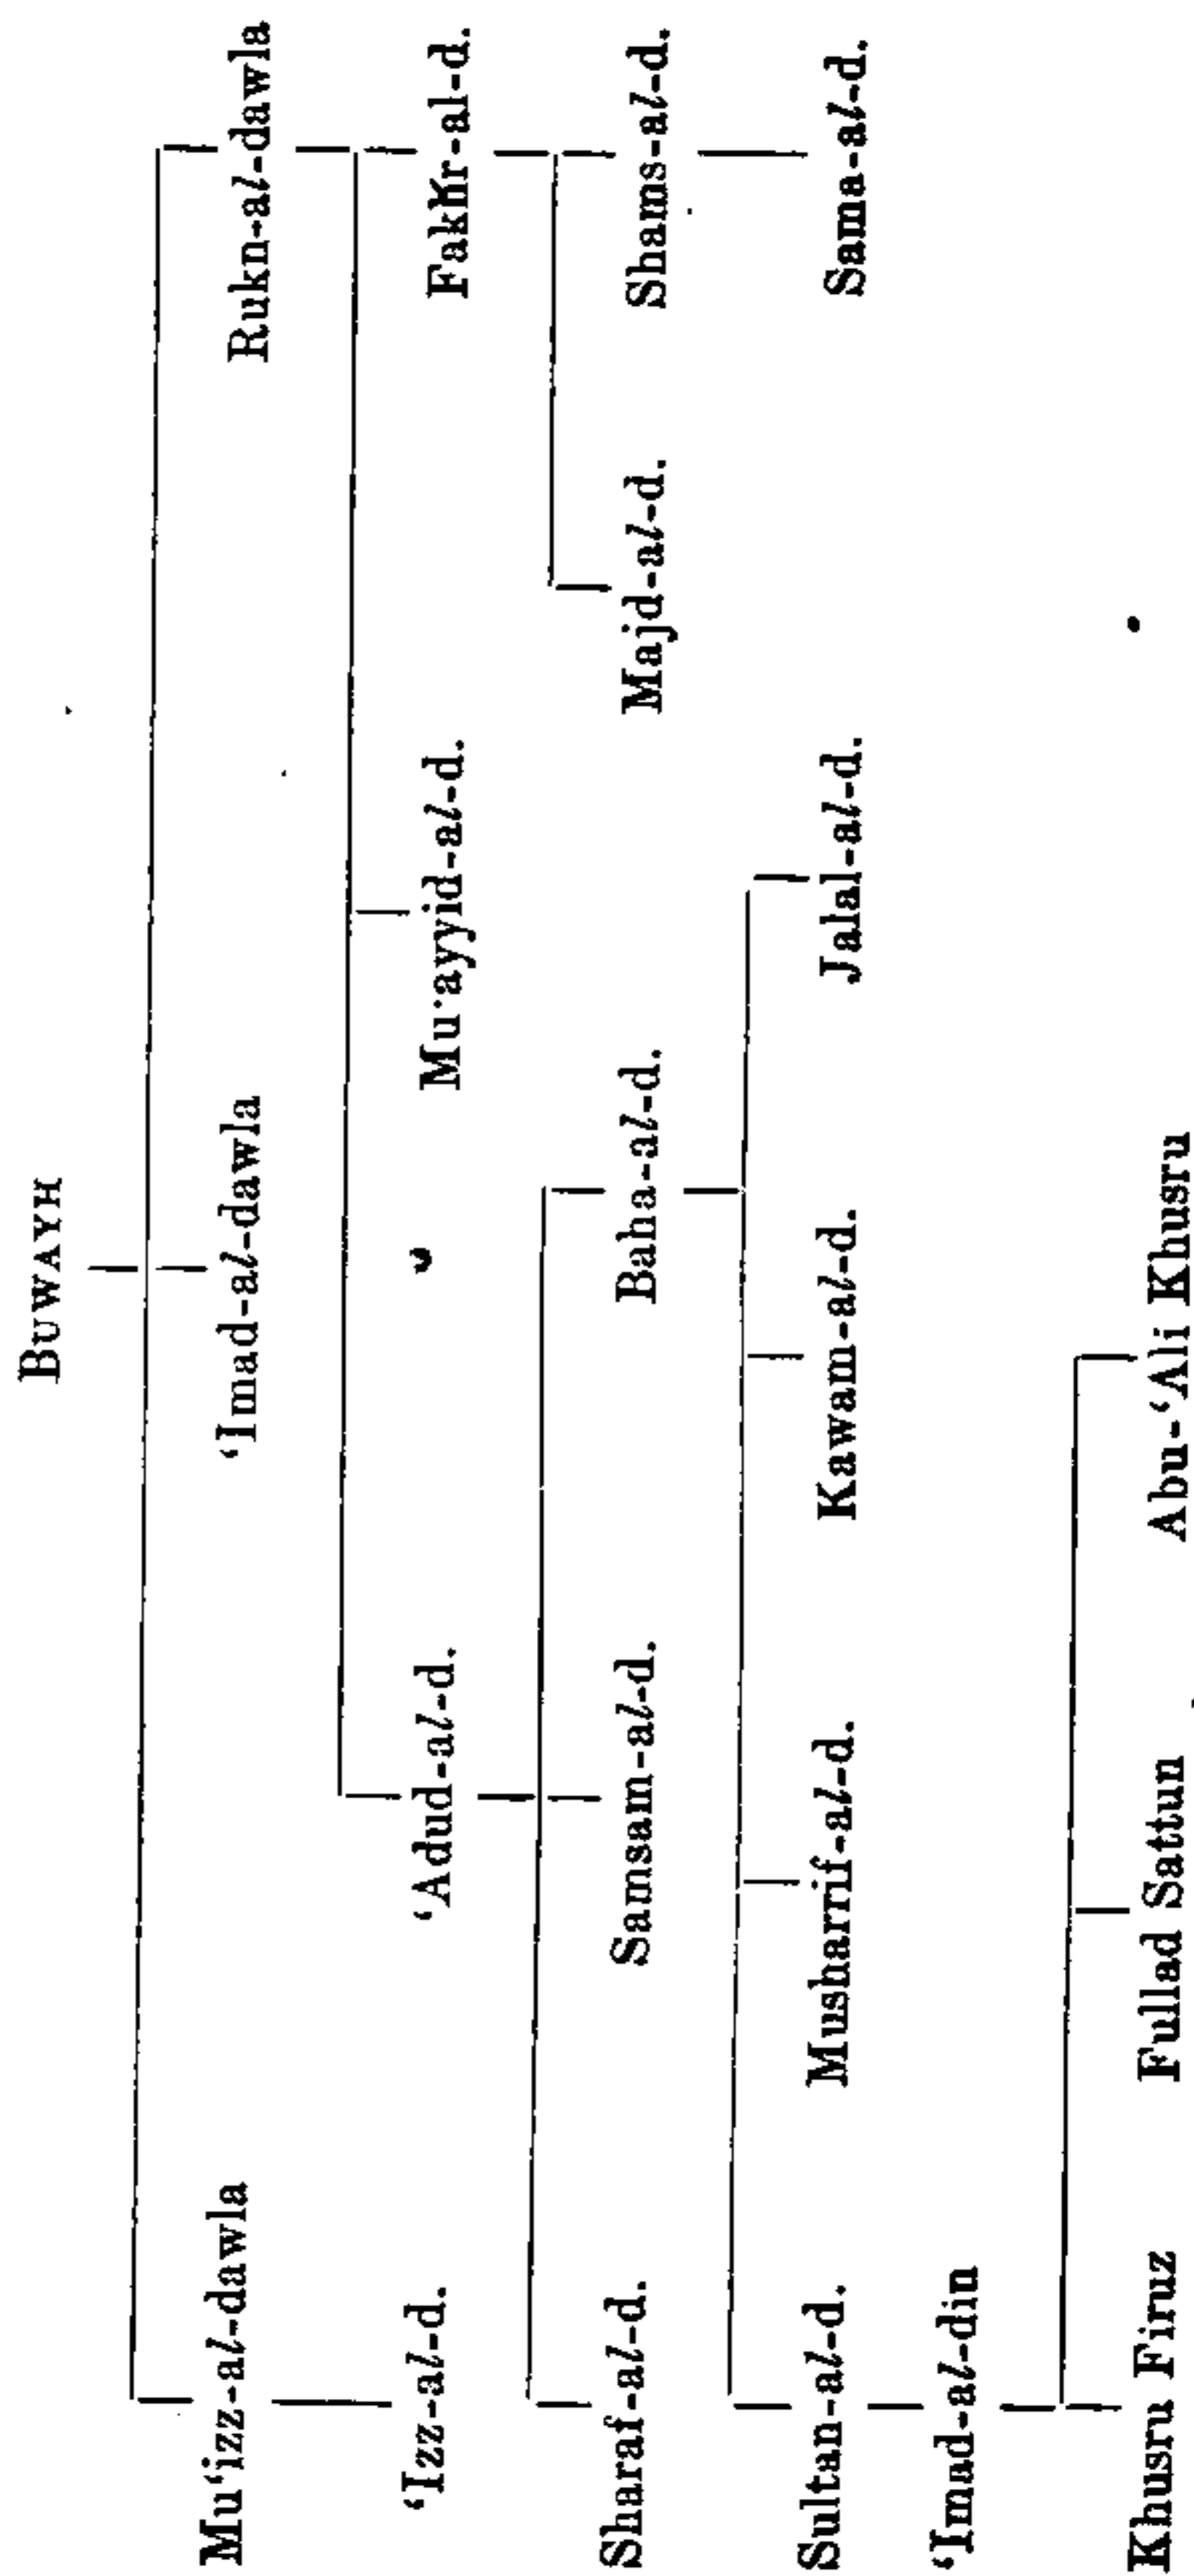 BUWAYH
Mu‘izz-al-dawla ‘Imad-al-dawla Rukn-al-dawla
‘Izz-al-d. ‘Adud-al-d. Mu'ayyid-al-d. Fakhr-al-d.
Sharaf-al-d. Samsam-al-d. Baha-al-d. Majd-al-d. Shams-al-d.
Sultan-al-d. Musharrif-al-d. Kawam-al-d. Jalal-al-d. Sama-al-d.
‘Imad-al-din
Khusru Firuz Fullad Sattun Abu-‘Ali Khusru